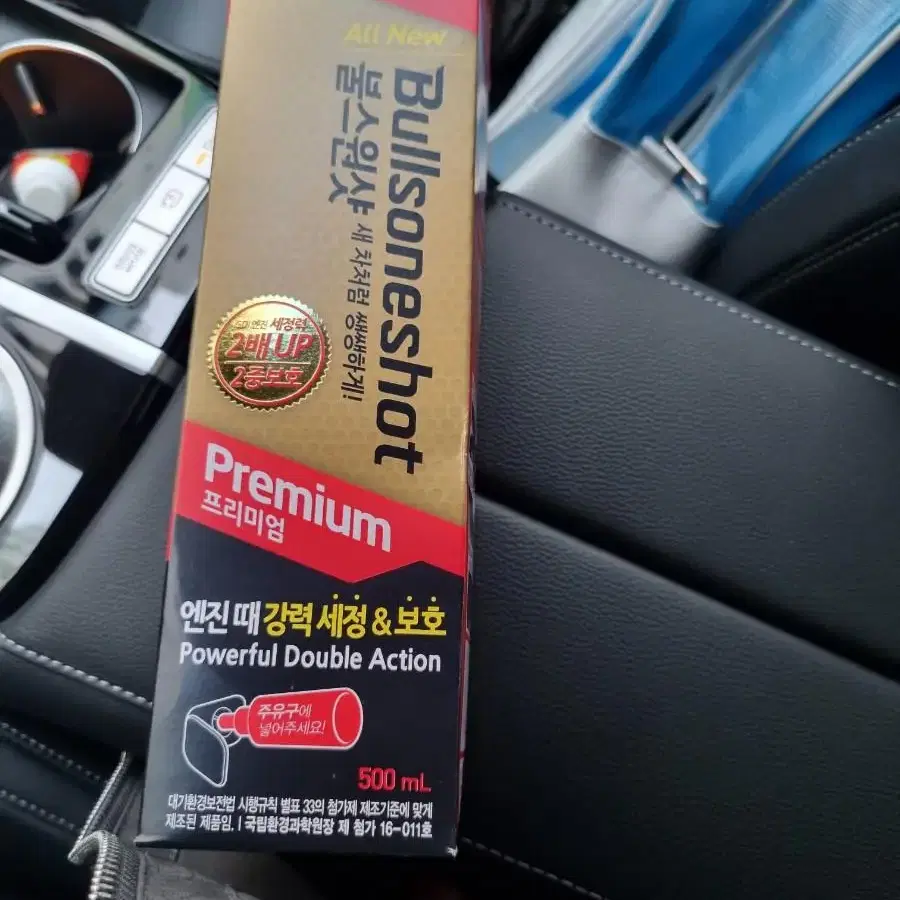 All New
Bullsoneshot
불스원샷 새 차처럼 쌩쌩하게!
GDI 엔진 세정력
2배 UP
2중보호
Premium
프리미엄
엔진 때 강력 세정 & 보호
Powerful Double Action
주유구에
넣어주세요!
500 mL
대기환경보전법 시행규칙 별표 33의 첨가제 제조기준에 맞게
제조된 제품임. I 국립환경과학원장 제 첨가 16-011호